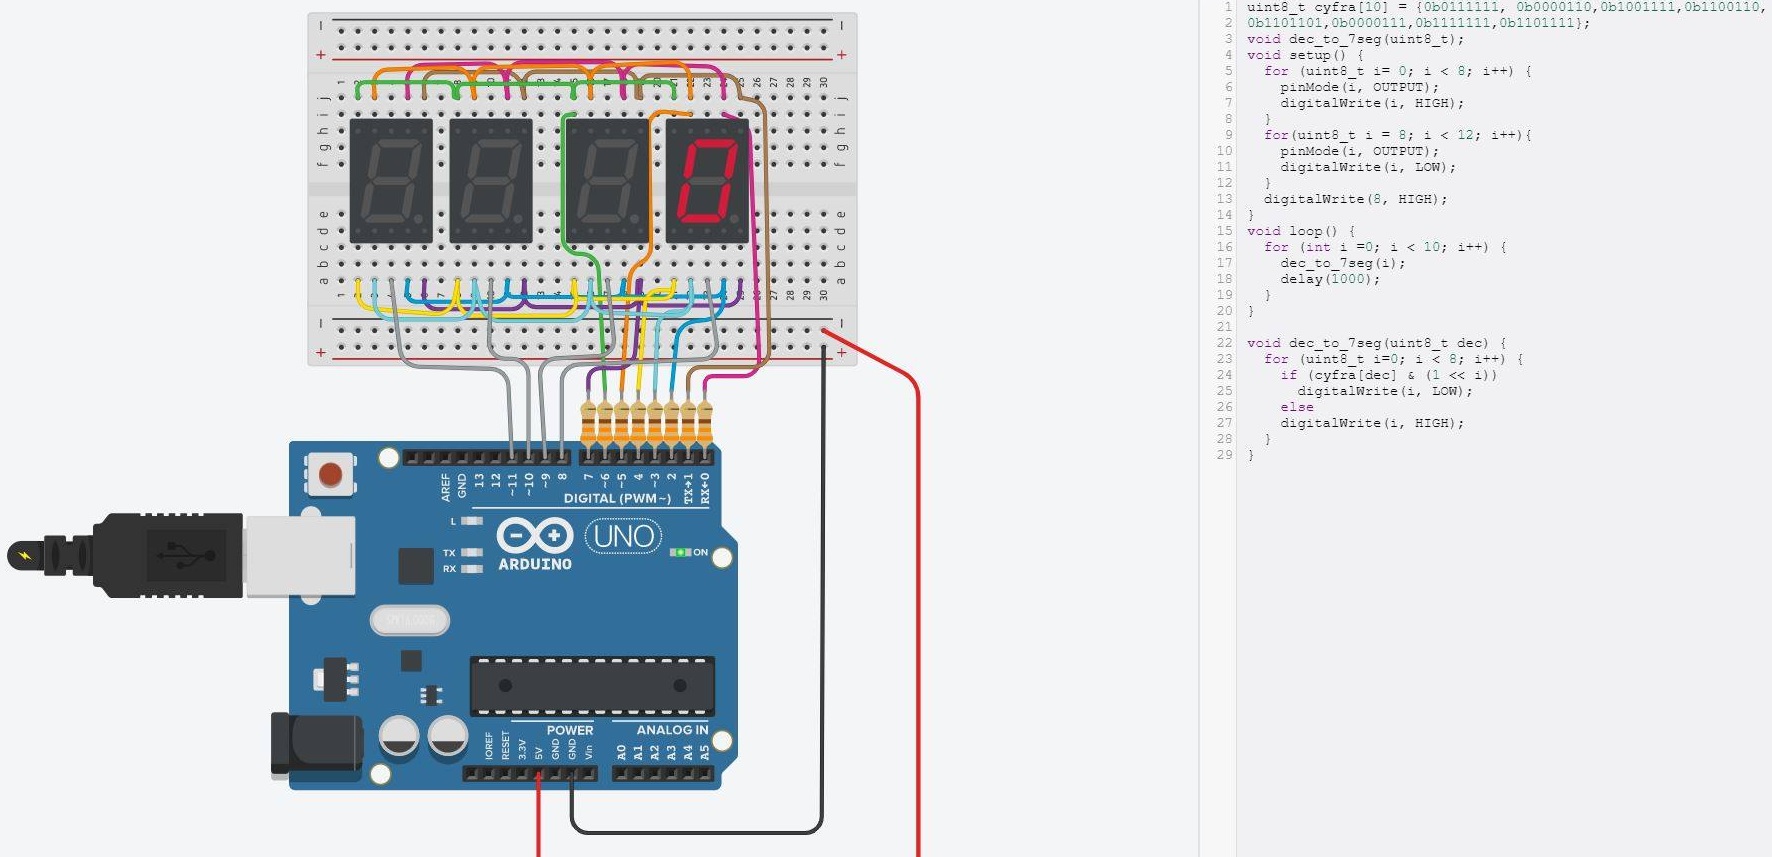 1 uint8_t cyfra[10] = {0b0111111, 0b0000110,0b1001111,0b1100110,
2 0b1101101,0b0000111,0b1111111,0b1101111};
3 void dec_to_7seg(uint8_t);
4 void setup() {
5 for (uint8_t i= 0; i < 8; i++) {
6 pinMode(i, OUTPUT);
7 digitalWrite(i, HIGH);
8 }
9 for(uint8_t i = 8; i < 12; i++){
10 pinMode(i, OUTPUT);
11 digitalWrite(i, LOW);
12 }
13 digitalWrite(8, HIGH);
14 }
15 void loop() {
16 for (int i =0; i < 10; i++) {
17 dec_to_7seg(i);
18 delay(1000);
19 }
20 }
21
22 void dec_to_7seg(uint8_t dec) {
23 for (uint8_t i=0; i < 8; i++) {
24 if (cyfra[dec] & (1 << i))
25 digitalWrite(i, LOW);
26 else
27 digitalWrite(i, HIGH);
28 }
29 }
j
i
h
g
f
e
d
c
b
a
26 27 28 29 30
0
AREF GND 13 12 ~11 ~10 ~9 8 7 ~6 ~5 4 ~3 2 TX→1 RX←0
DIGITAL (PWM~)
L
TX
RX
ARDUINO
UNO
ON
POWER
ANALOG IN
IOREF RESET 3.3V 5V GND GND Vin A0 A1 A2 A3 A4 A5